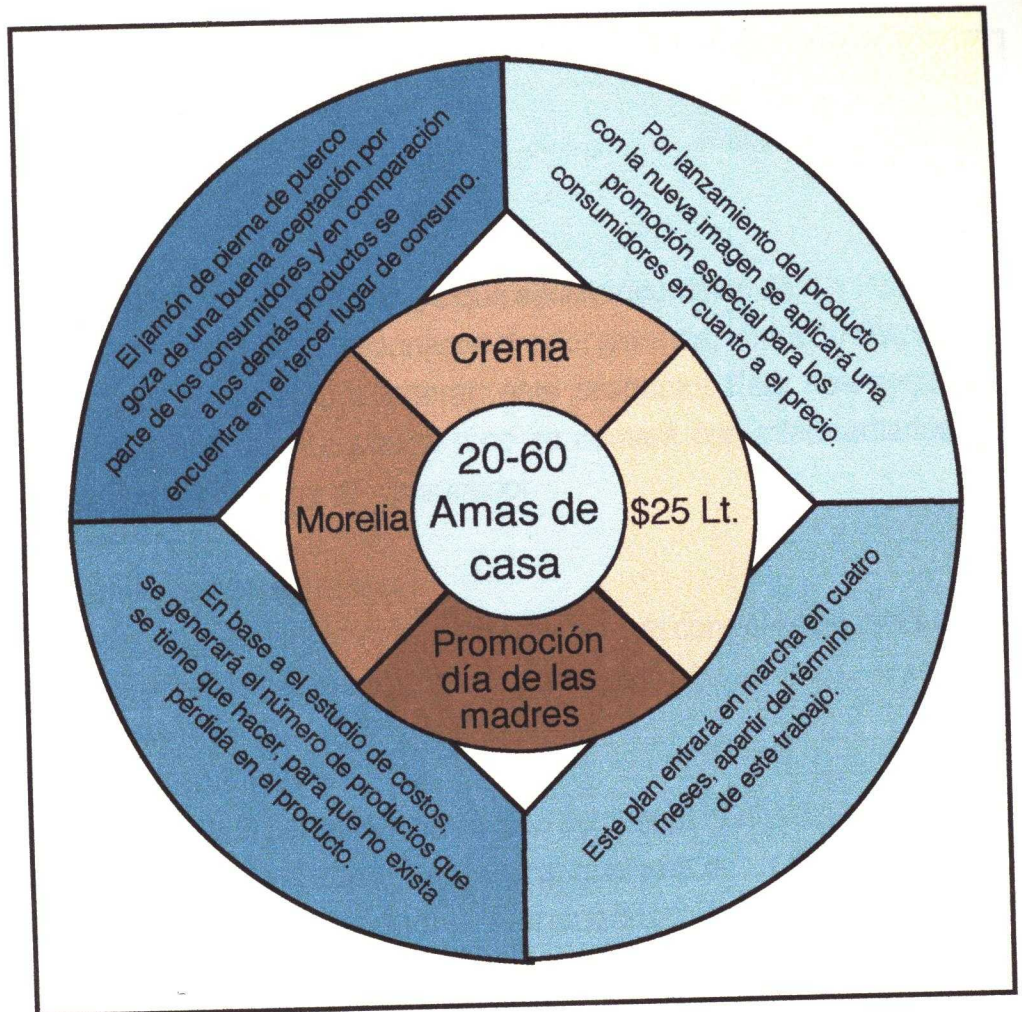 El jamón de pierna de puerco
goza de una buena aceptación por
parte de los consumidores y en comparación
a los demás productos se
encuentra en el tercer lugar de consumo.
Por lanzamiento del producto
con la nueva imagen se aplicará una
promoción especial para los
consumidores en cuanto a el precio.
Crema
Morelia
20-60
Amas de
casa
$25 Lt.
Promoción
día de las
madres
En base a el estudio de costos,
se generará el número de productos que
se tiene que hacer, para que no exista
pérdida en el producto.
Este plan entrará en marcha en cuatro
meses, apartir del término
de este trabajo.